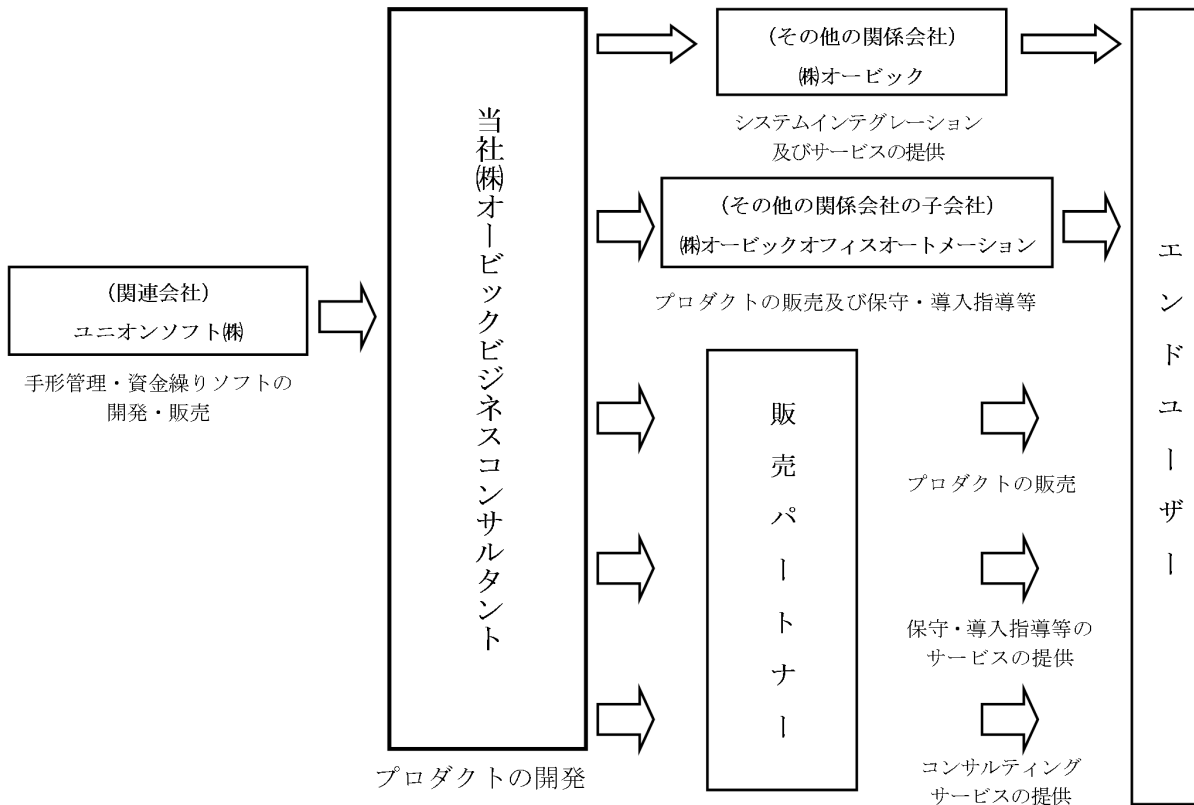 (関連会社)
ユニオンソフト㈱
手形管理・資金繰りソフトの
開発・販売
当社㈱オービックビジネスコンサルタント
プロダクトの開発
(その他の関係会社)
㈱オービック
システムインテグレーション
及びサービスの提供
(その他の関係会社の子会社)
㈱オービックオフィスオートメーション
プロダクトの販売及び保守・導入指導等
販売パートナー
プロダクトの販売
保守・導入指導等の
サービスの提供
コンサルティング
サービスの提供
エンドユーザー